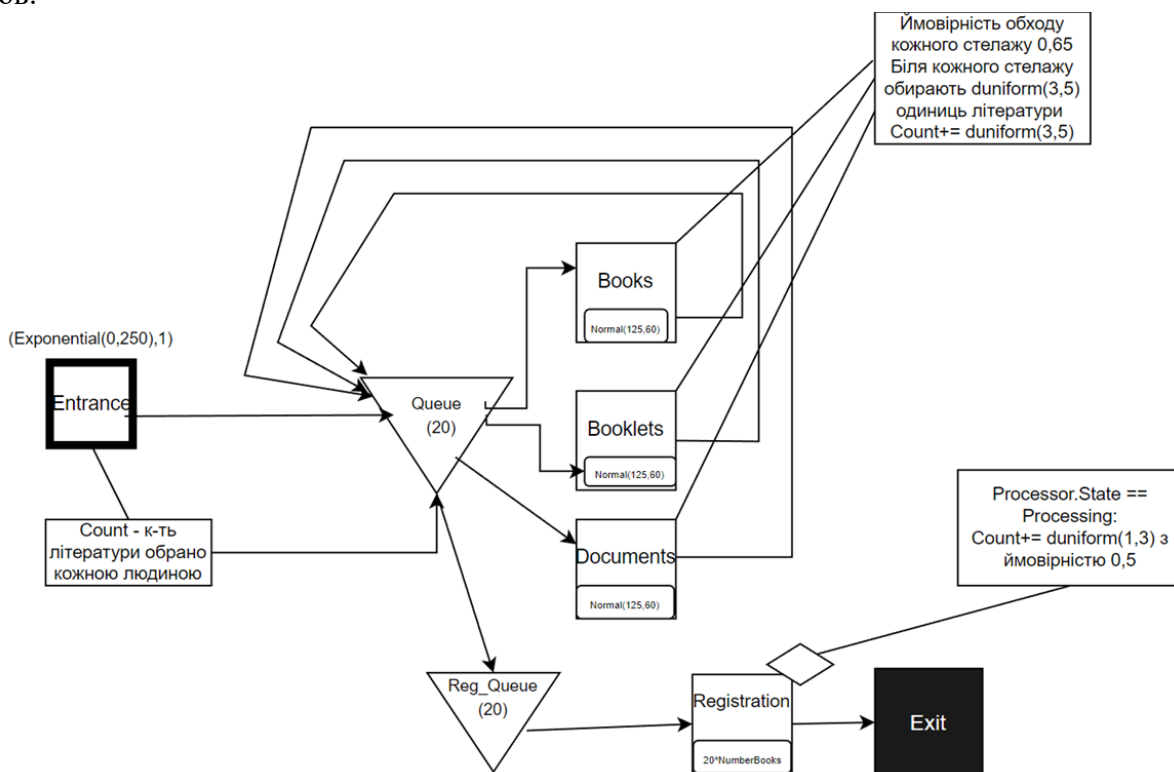 ов.
Ймовірність обходу
кожного стелажу 0,65
Біля кожного стелажу
обирають duniform(3,5)
одиниць літератури
Count+= duniform(3,5)
Books
Normal(125,60)
(Exponential(0,250),1)
Entrance
Queue
(20)
Booklets
Normal(125,60)
Count - к-ть
літератури обрано
кожною людиною
Documents
Normal(125,60)
Processor.State ==
Processing:
Count+= duniform(1,3) з
ймовірністю 0,5
Reg_Queue
(20)
Registration
20*NumberBooks
Exit